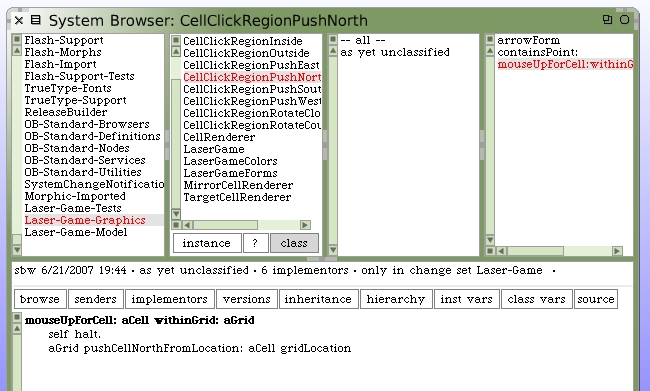 System Browser: CellClickRegionPushNorth
Flash-Support
Flash-Morphs
Flash-Import
Flash-Support-Tests
TrueType-Fonts
TrueType-Support
ReleaseBuilder
OB-Standard-Browsers
OB-Standard-Definitions
OB-Standard-Nodes
OB-Standard-Services
OB-Standard-Utilities
SystemChangeNotificatio
Morphic-Imported
Laser-Game-Tests
Laser-Game-Graphics
Laser-Game-Model
CellClickRegionInside
CellClickRegionOutside
CellClickRegionPushEast
CellClickRegionPushNort
CellClickRegionPushSout
CellClickRegionPushWest
CellClickRegionRotateClo
CellClickRegionRotateCou
CellRenderer
LaserGame
LaserGameColors
LaserGameForms
MirrorCellRenderer
TargetCellRenderer
instance ? class
-- all --
as yet unclassified
arrowForm
containsPoint:
mouseUpForCell:withinG
sbw 6/21/2007 19:44 · as yet unclassified · 6 implementors · only in change set Laser-Game ·
browse senders implementors versions inheritance hierarchy inst vars class vars source
mouseUpForCell: aCell withinGrid: aGrid
self halt.
aGrid pushCellNorthFromLocation: aCell gridLocation